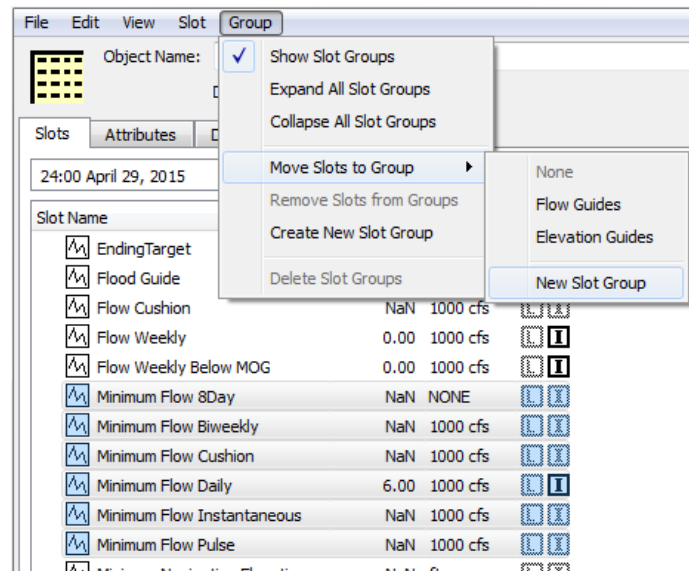 File Edit View Slot Group
Object Name:
Show Slot Groups
Expand All Slot Groups
Collapse All Slot Groups
Slots Attributes
Move Slots to Group
None
24:00 April 29, 2015
Remove Slots from Groups
Flow Guides
Slot Name
Create New Slot Group
Elevation Guides
EndingTarget
Flood Guide
Delete Slot Groups
New Slot Group
Flow Cushion NaN 1000 cfs L I
Flow Weekly 0.00 1000 cfs L I
Flow Weekly Below MOG 0.00 1000 cfs L I
Minimum Flow 8Day NaN NONE L I
Minimum Flow Biweekly NaN 1000 cfs L I
Minimum Flow Cushion NaN 1000 cfs L I
Minimum Flow Daily 6.00 1000 cfs L I
Minimum Flow Instantaneous NaN 1000 cfs L I
Minimum Flow Pulse NaN 1000 cfs L I